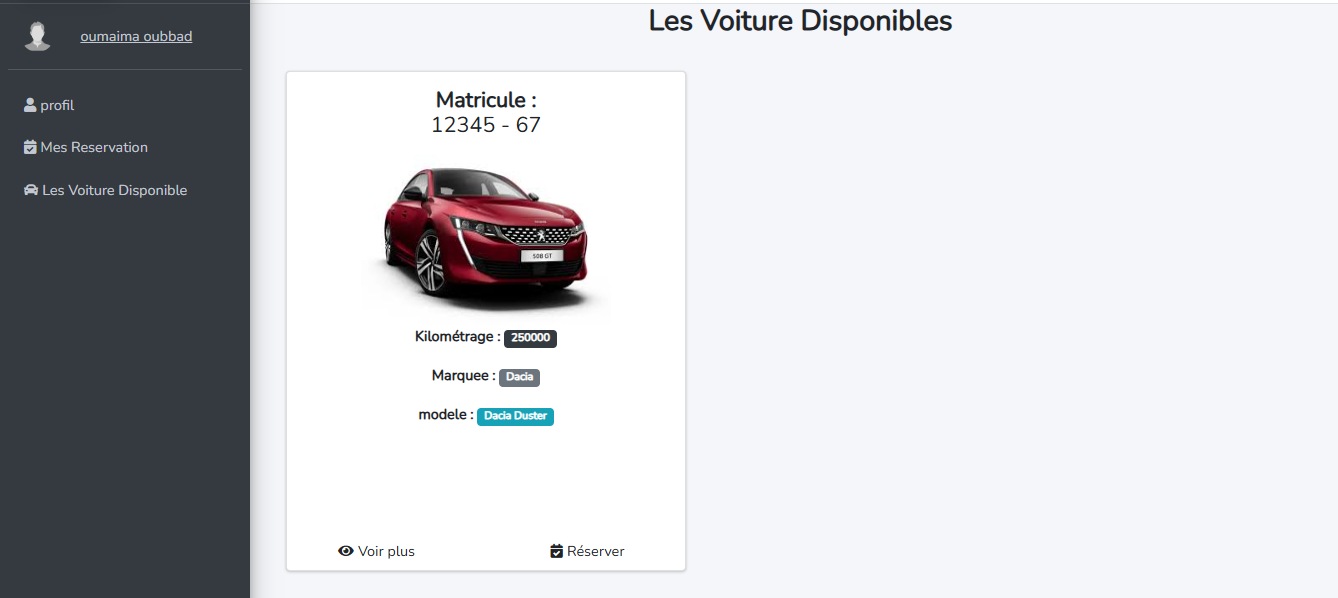 oumaima oubbad
profil
Mes Reservation
Les Voiture Disponible
Les Voiture Disponibles
Matricule :
12345 - 67
508 GT
Kilométrage : 250000
Marquee : Dacia
modele : Dacia Duster
Voir plus
Réserver